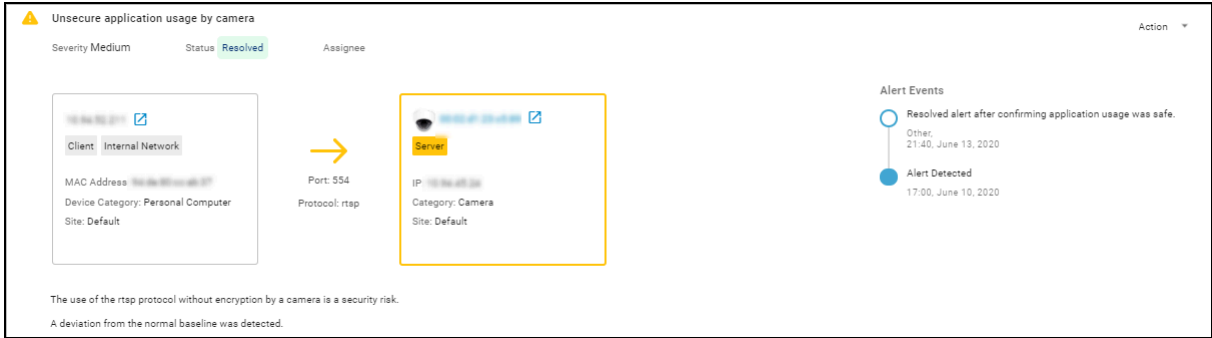 Unsecure application usage by camera
Action
Severity Medium Status Resolved Assignee
Client Internal Network
MAC Address
Device Category: Personal Computer
Site: Default
Port: 554
Protocol: rtsp
Server
IP
Category: Camera
Site: Default
Alert Events
Resolved alert after confirming application usage was safe.
Other,
21:40, June 13, 2020
Alert Detected
17:00, June 10, 2020
The use of the rtsp protocol without encryption by a camera is a security risk.
A deviation from the normal baseline was detected.